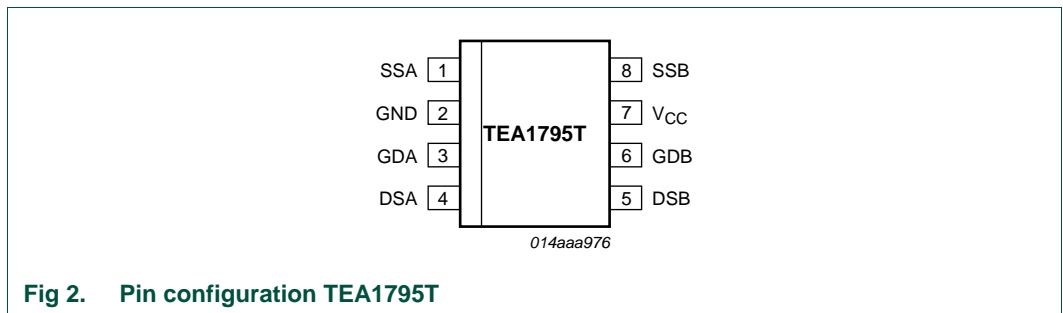 SSA 1 8 SSB
GND 2 7 VCC
TEA1795T
GDA 3 6 GDB
DSA 4 5 DSB
014aaa976
Fig 2. Pin configuration TEA1795T